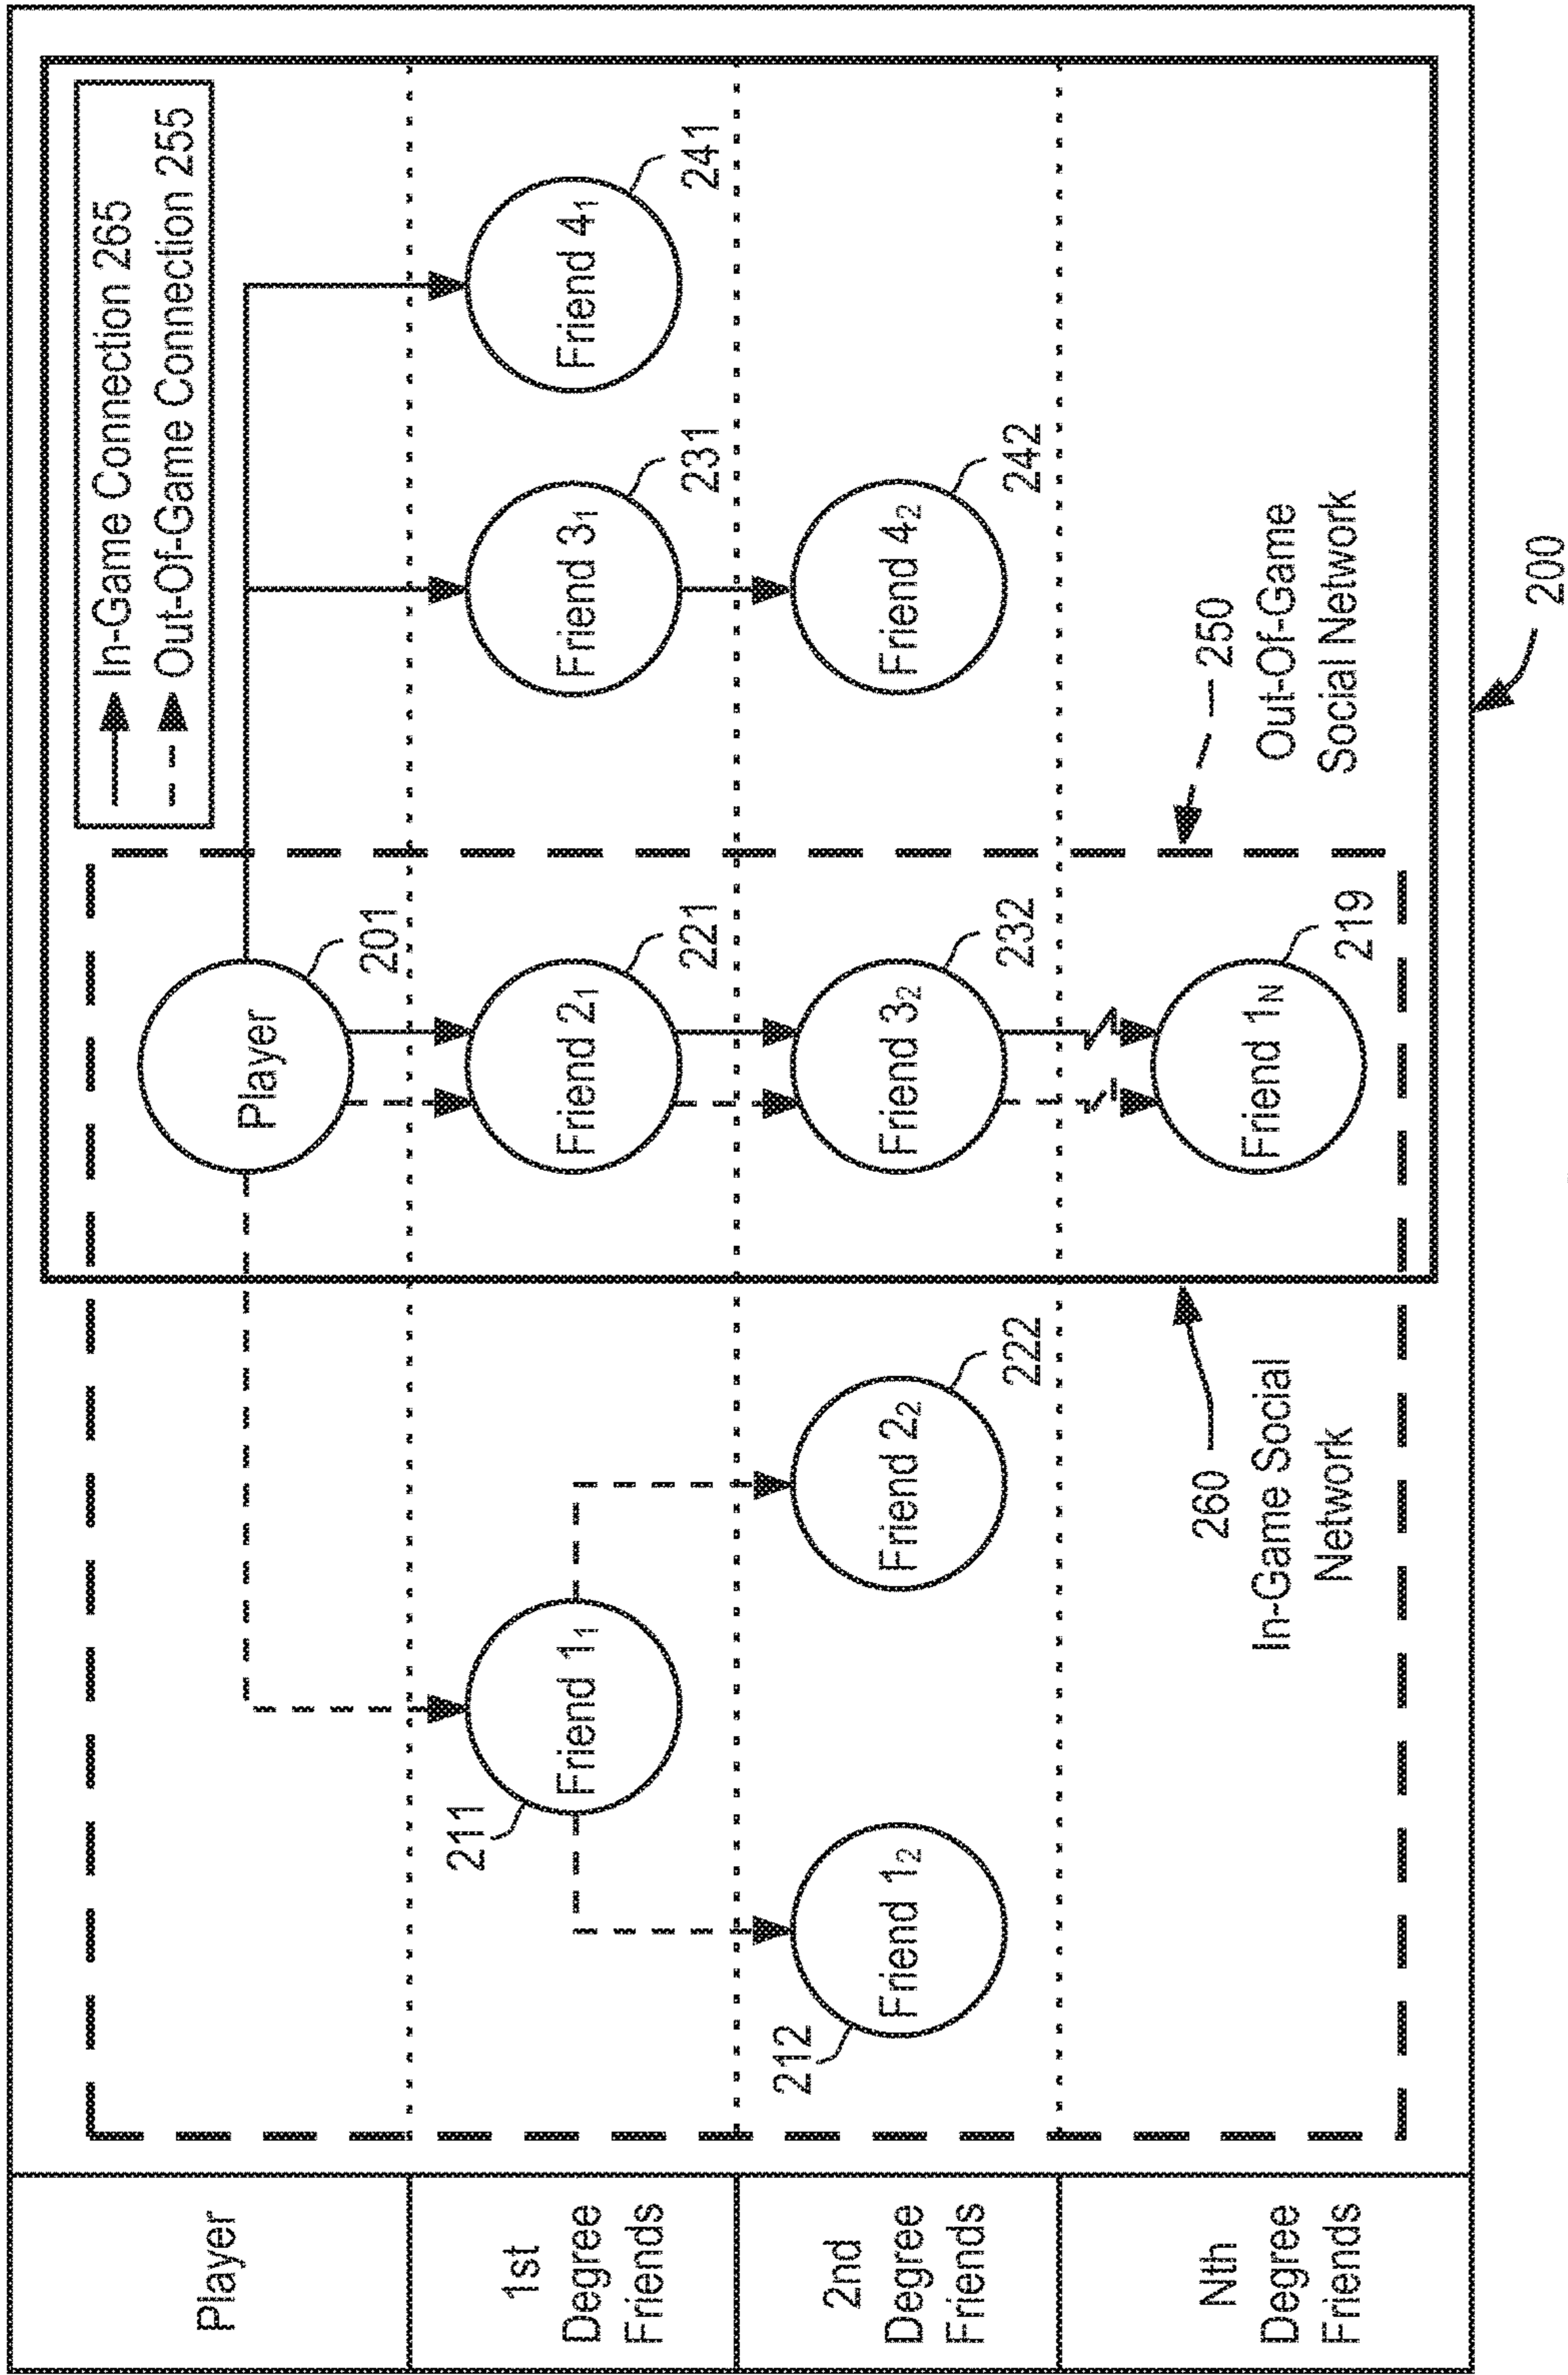 Player
1st
Degree
Friends
2nd
Degree
Friends
Nth
Degree
Friends
In-Game Connection 265
Out-Of-Game Connection 255
Player
201
Friend 1₁
211
Friend 2₁
221
Friend 3₁
231
Friend 4₁
241
Friend 1₂
212
Friend 2₂
222
Friend 3₂
232
Friend 4₂
242
Friend 1N
219
260
In-Game Social
Network
250
Out-Of-Game
Social Network
200